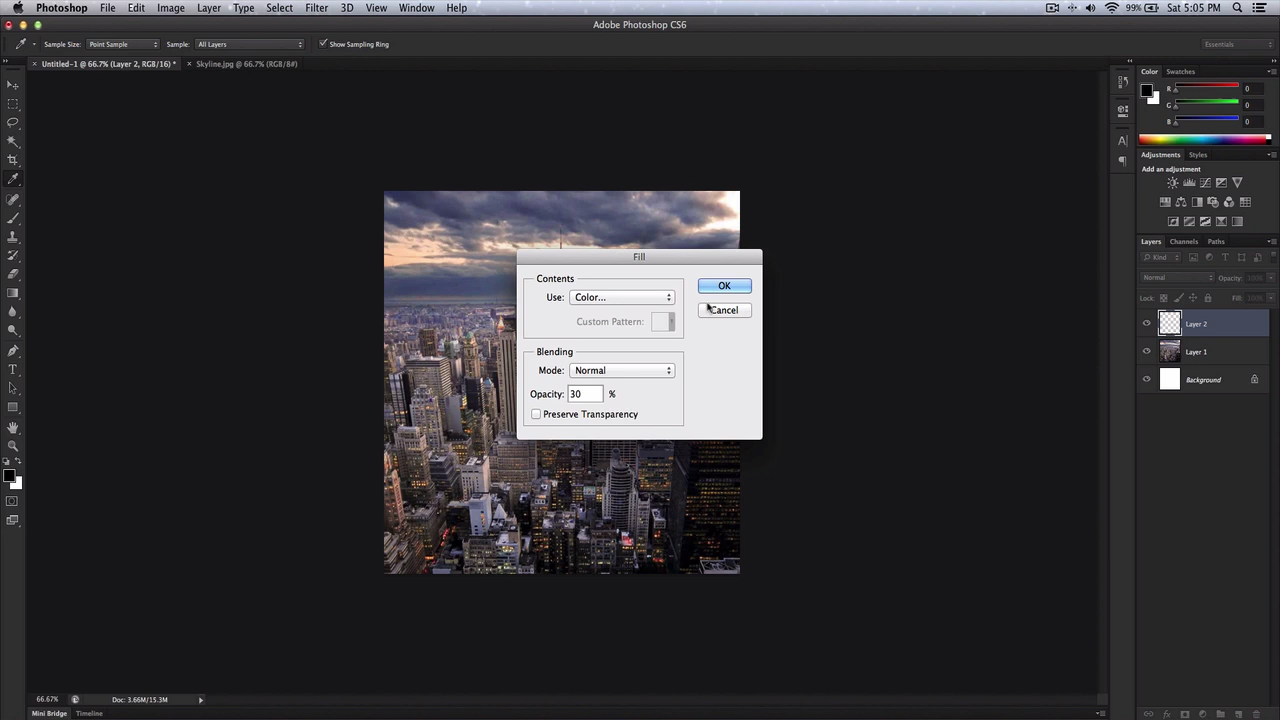 Photoshop File Edit Image Layer Type Select Filter 3D View Window Help 99% Sat 5:05 PM
Adobe Photoshop CS6
Sample Size: Point Sample Sample: All Layers Show Sampling Ring Essentials
× Untitled-1 @ 66.7% (Layer 2, RGB/16) * × Skyline.jpg @ 66.7% (RGB/8#)
Color Swatches
R 0
G 0
B 0
Adjustments Styles
Add an adjustment
Layers Channels Paths
Kind
Normal Opacity: 100%
Lock: Fill: 100%
Layer 2
Layer 1
Background
Fill
Contents
Use: Color...
Custom Pattern:
OK
Cancel
Blending
Mode: Normal
Opacity: 30 %
Preserve Transparency
66.67% Doc: 3.66M/15.3M
Mini Bridge Timeline